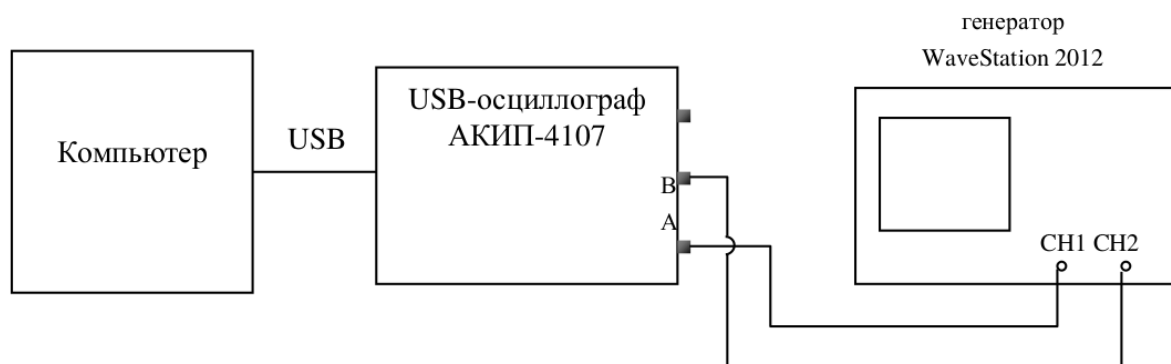 генератор
WaveStation 2012
USB-осциллограф
АКИП-4107
USB
Компьютер
В
А
CH1 CH2